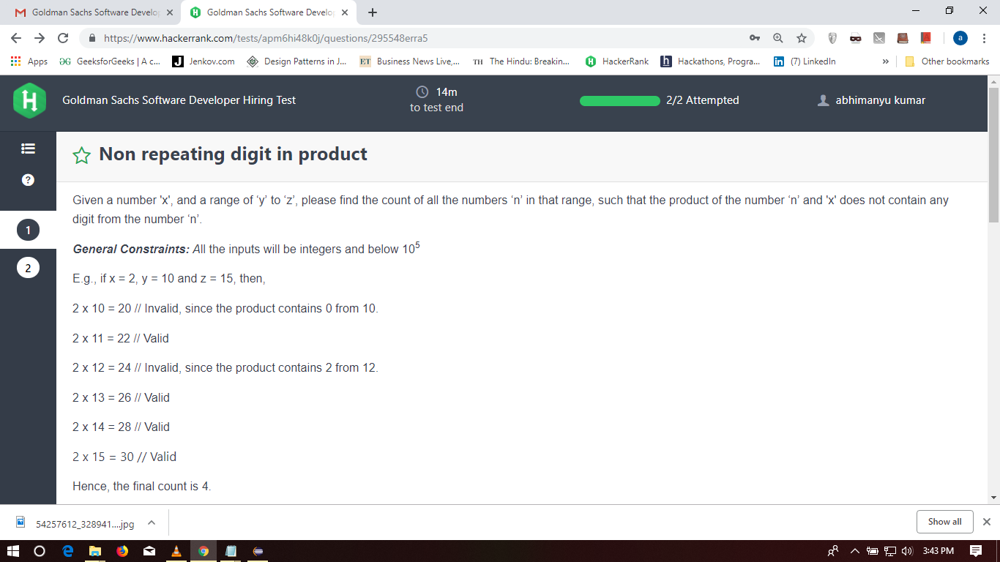 Goldman Sachs Software Develop
Goldman Sachs Software Develop
https://www.hackerrank.com/tests/apm6hi48k0j/questions/295548erra5
a
Apps
GeeksforGeeks | A c...
J Jenkov.com
Design Patterns in J...
ET Business News Live,...
TH The Hindu: Breakin...
H HackerRank
h Hackathons, Progra...
in (7) LinkedIn
»
Other bookmarks
H
Goldman Sachs Software Developer Hiring Test
14m
to test end
2/2 Attempted
abhimanyu kumar
?
1
2
Non repeating digit in product
Given a number 'x', and a range of ‘y’ to ‘z’, please find the count of all the numbers ‘n’ in that range, such that the product of the number ‘n’ and 'x' does not contain any
digit from the number ‘n’.
General Constraints: All the inputs will be integers and below 10⁵
E.g., if x = 2, y = 10 and z = 15, then,
2 x 10 = 20 // Invalid, since the product contains 0 from 10.
2 x 11 = 22 // Valid
2 x 12 = 24 // Invalid, since the product contains 2 from 12.
2 x 13 = 26 // Valid
2 x 14 = 28 // Valid
2 x 15 = 30 // Valid
Hence, the final count is 4.
54257612_328941....jpg
Show all
3:43 PM